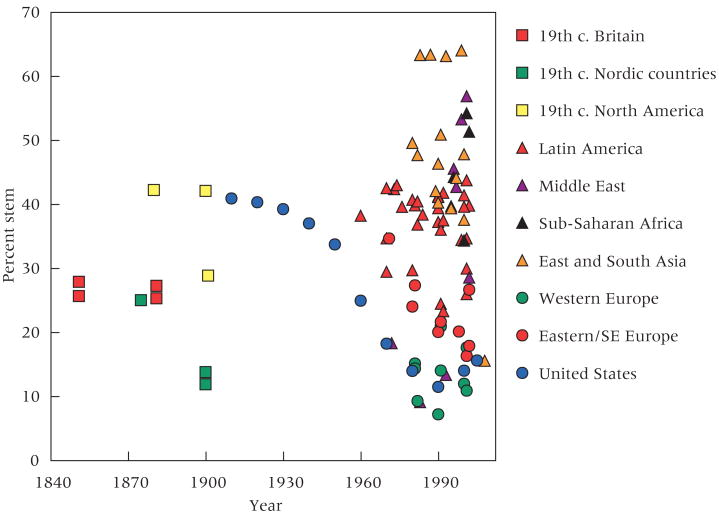 70
60
50
40
30
20
10
0
Percent stem
1840 1870 1900 1930 1960 1990
Year
19th c. Britain
19th c. Nordic countries
19th c. North America
Latin America
Middle East
Sub-Saharan Africa
East and South Asia
Western Europe
Eastern/SE Europe
United States